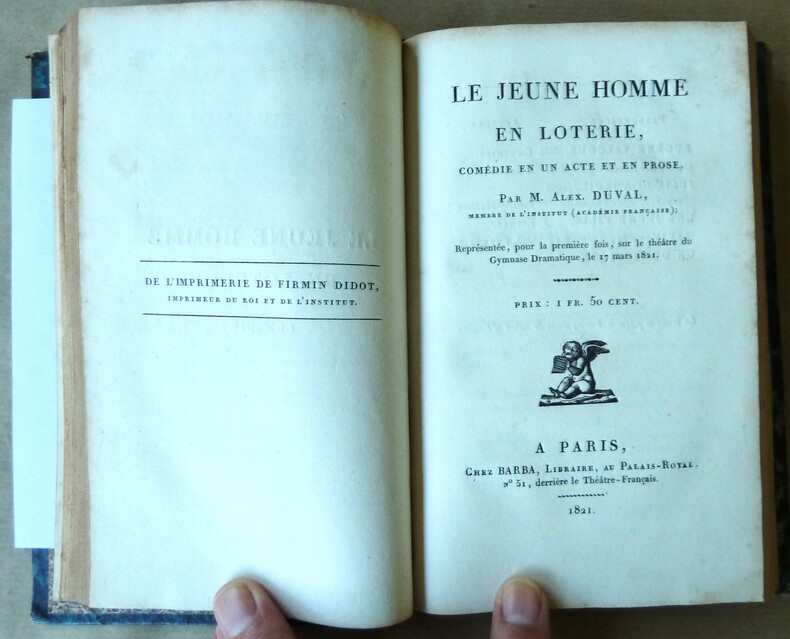 DE L'IMPRIMERIE DE FIRMIN DIDOT,
IMPRIMEUR DU ROI ET DE L'INSTITUT.
LE JEUNE HOMME
EN LOTERIE,
COMÉDIE EN UN ACTE ET EN PROSE.
PAR M. ALEX. DUVAL,
MEMBRE DE L'INSTITUT (ACADÉMIE FRANÇAISE);
Représentée, pour la première fois, sur le théâtre du
Gymnase Dramatique, le 17 mars 1821.
PRIX : 1 FR. 50 CENT.
A PARIS,
CHEZ BARBA, LIBRAIRE, AU PALAIS-ROYAL,
N° 51, derrière le Théâtre-Français.
1821.